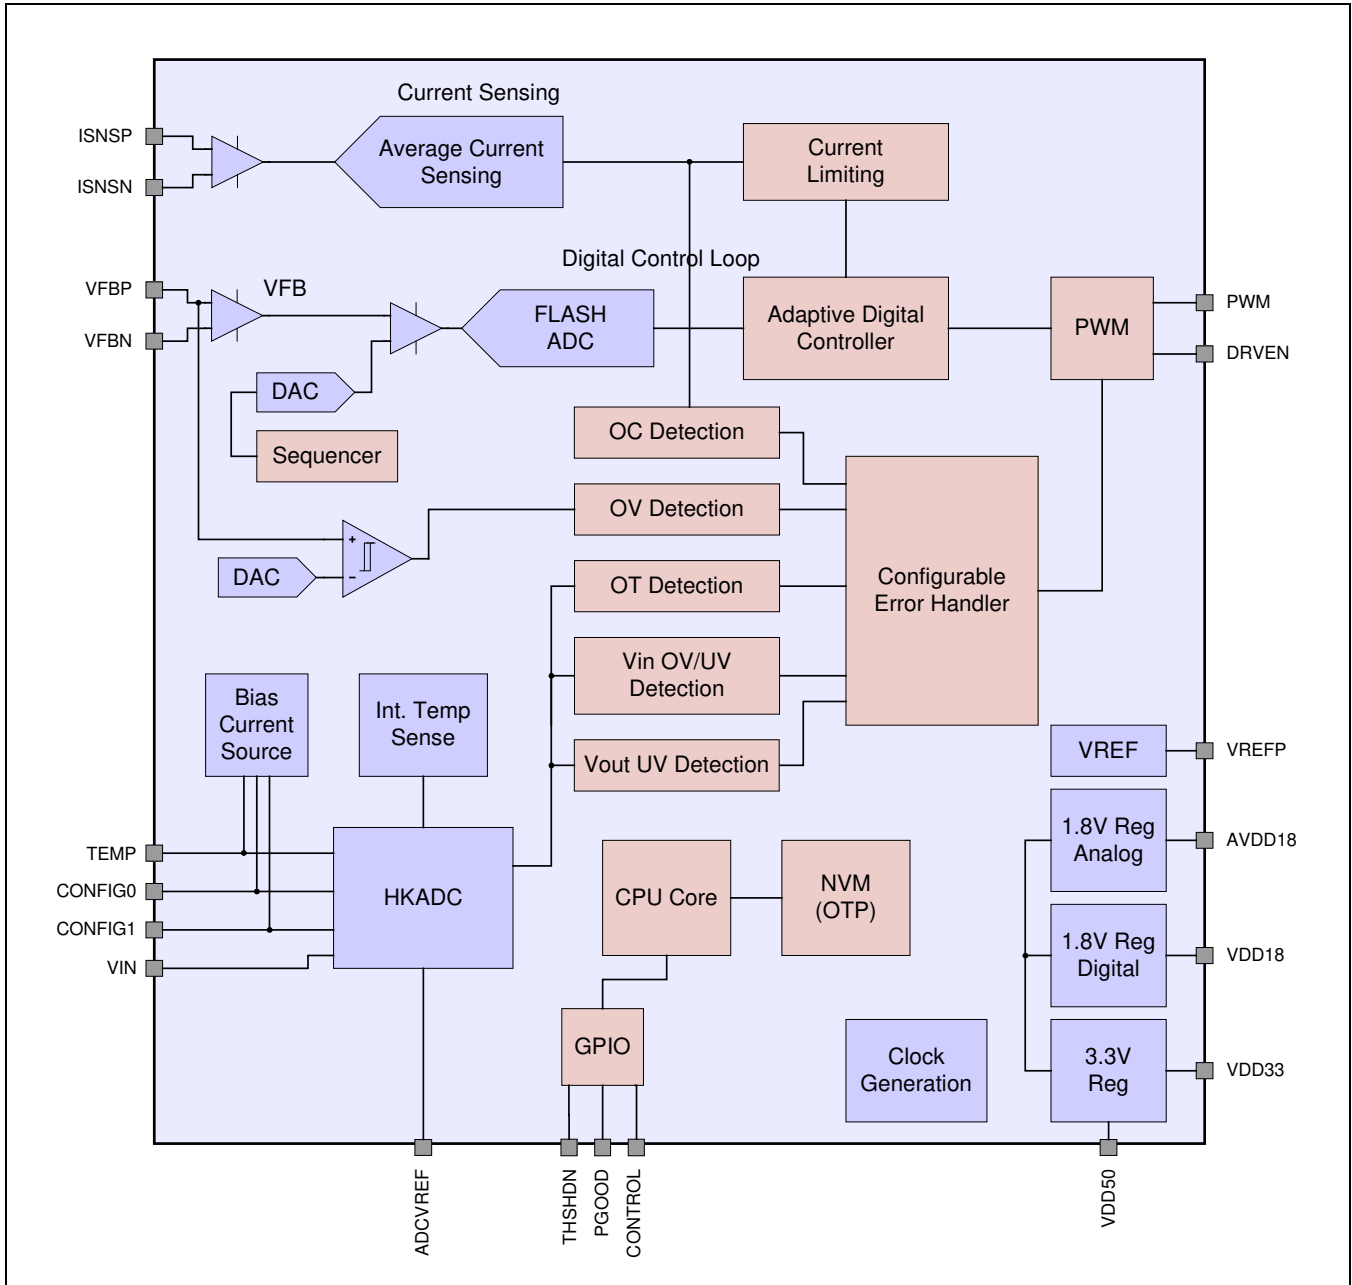 Current Sensing
ISNSP
ISNSN
Average Current
Sensing
Current
Limiting
Digital Control Loop
VFBP
VFBN
VFB
FLASH
ADC
Adaptive Digital
Controller
PWM
PWM
DRVEN
DAC
Sequencer
OC Detection
OV Detection
+
-
DAC
OT Detection
Configurable
Error Handler
Vin OV/UV
Detection
Vout UV Detection
Bias
Current
Source
Int. Temp
Sense
VREF
VREFP
TEMP
CONFIG0
CONFIG1
VIN
HKADC
CPU Core
NVM
(OTP)
1.8V Reg
Analog
AVDD18
1.8V Reg
Digital
VDD18
GPIO
Clock
Generation
3.3V
Reg
VDD33
ADCVREF
THSHDN
PGOOD
CONTROL
VDD50